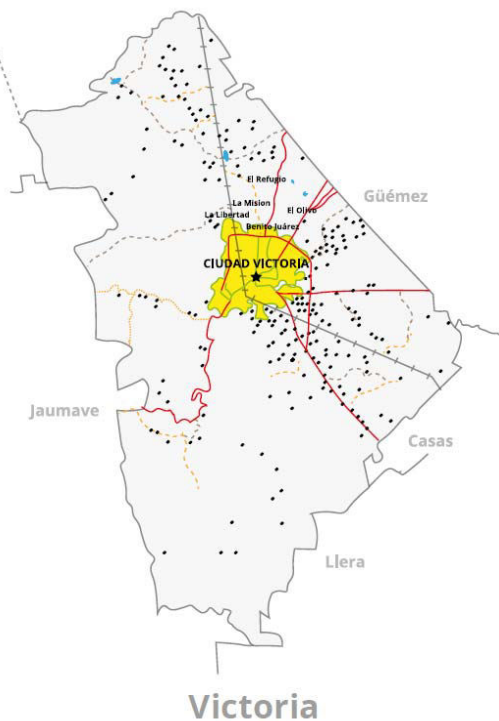 El Refugio
Güémez
La Mision
El Olivo
La Libertad
Benito Juárez
CIUDAD VICTORIA
Jaumave
Casas
Llera
Victoria